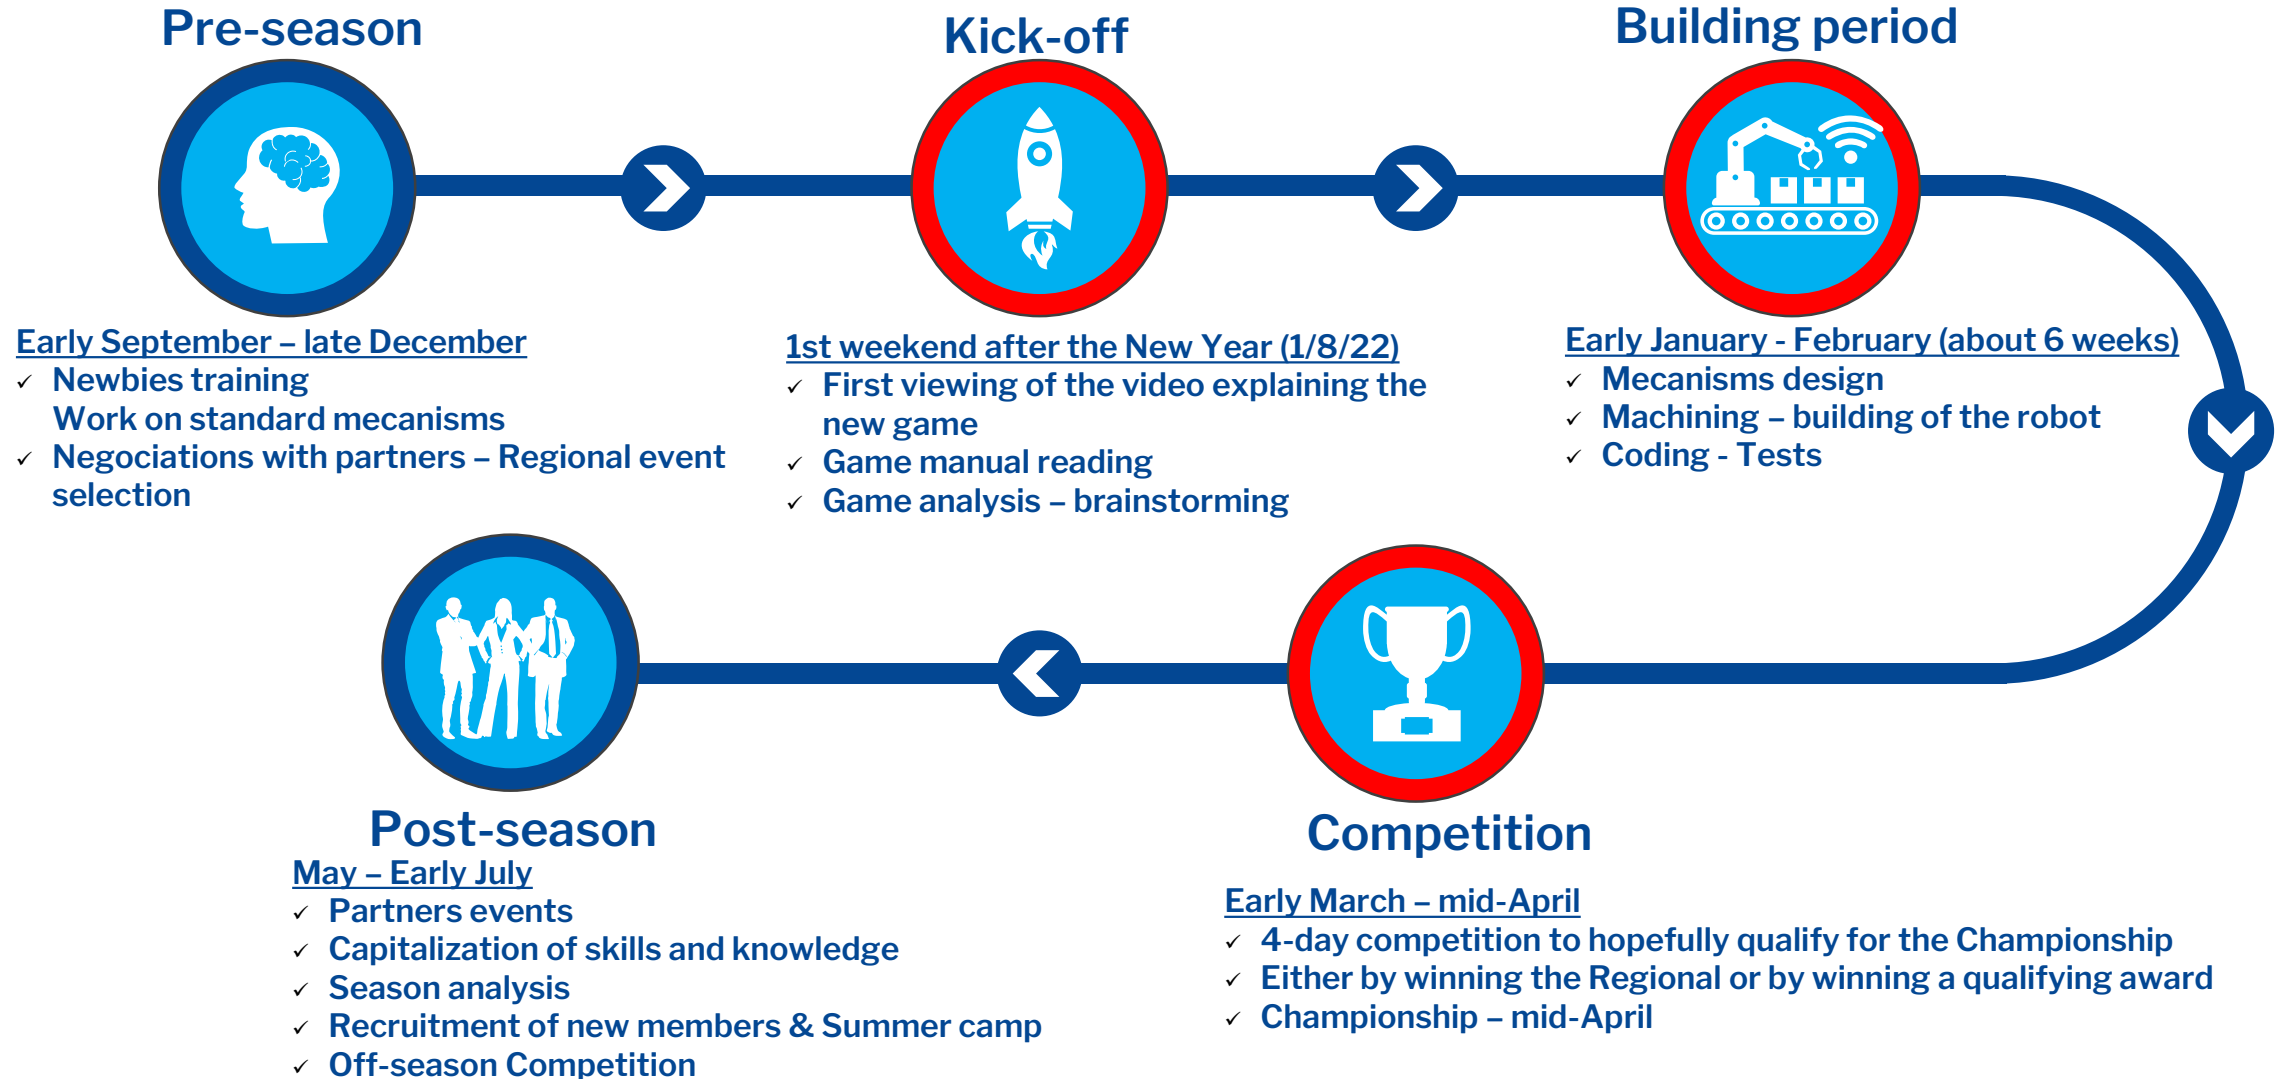 Pre-season
Early September – late December
✓ Newbies training
Work on standard mecanisms
✓ Negociations with partners – Regional event
selection
Kick-off
1st weekend after the New Year (1/8/22)
✓ First viewing of the video explaining the
new game
✓ Game manual reading
✓ Game analysis – brainstorming
Building period
Early January - February (about 6 weeks)
✓ Mecanisms design
✓ Machining – building of the robot
✓ Coding - Tests
Competition
Early March – mid-April
✓ 4-day competition to hopefully qualify for the Championship
✓ Either by winning the Regional or by winning a qualifying award
✓ Championship – mid-April
Post-season
May – Early July
✓ Partners events
✓ Capitalization of skills and knowledge
✓ Season analysis
✓ Recruitment of new members & Summer camp
✓ Off-season Competition